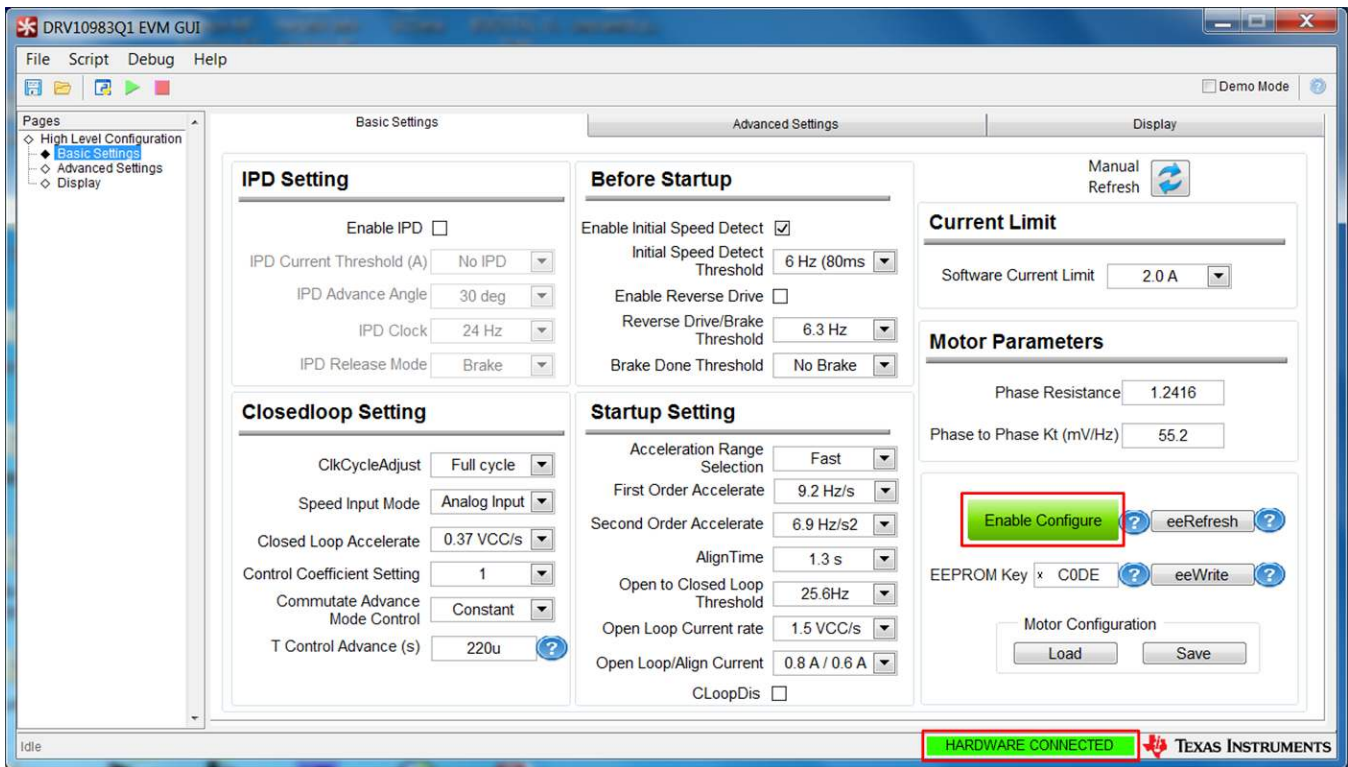 DRV10983Q1 EVM GUI
File Script Debug Help
Demo Mode
Pages
High Level Configuration
Basic Settings
Advanced Settings
Display
Basic Settings
Advanced Settings
Display
IPD Setting
Enable IPD
IPD Current Threshold (A) No IPD
IPD Advance Angle 30 deg
IPD Clock 24 Hz
IPD Release Mode Brake
Before Startup
Enable Initial Speed Detect
Initial Speed Detect
Threshold 6 Hz (80ms
Enable Reverse Drive
Reverse Drive/Brake
Threshold 6.3 Hz
Brake Done Threshold No Brake
Manual
Refresh
Current Limit
Software Current Limit 2.0 A
Motor Parameters
Phase Resistance 1.2416
Phase to Phase Kt (mV/Hz) 55.2
Closedloop Setting
ClkCycleAdjust Full cycle
Speed Input Mode Analog Input
Closed Loop Accelerate 0.37 VCC/s
Control Coefficient Setting 1
Commutate Advance
Mode Control Constant
T Control Advance (s) 220u ?
Startup Setting
Acceleration Range
Selection Fast
First Order Accelerate 9.2 Hz/s
Second Order Accelerate 6.9 Hz/s2
AlignTime 1.3 s
Open to Closed Loop
Threshold 25.6Hz
Open Loop Current rate 1.5 VCC/s
Open Loop/Align Current 0.8 A / 0.6 A
CLoopDis
Enable Configure ? eeRefresh ?
EEPROM Key x C0DE ? eeWrite ?
Motor Configuration
Load Save
Idle
HARDWARE CONNECTED
TEXAS INSTRUMENTS